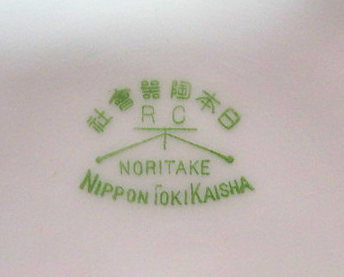 日本陶器會社
RC
NORITAKE
NIPPON TOKI KAISHA